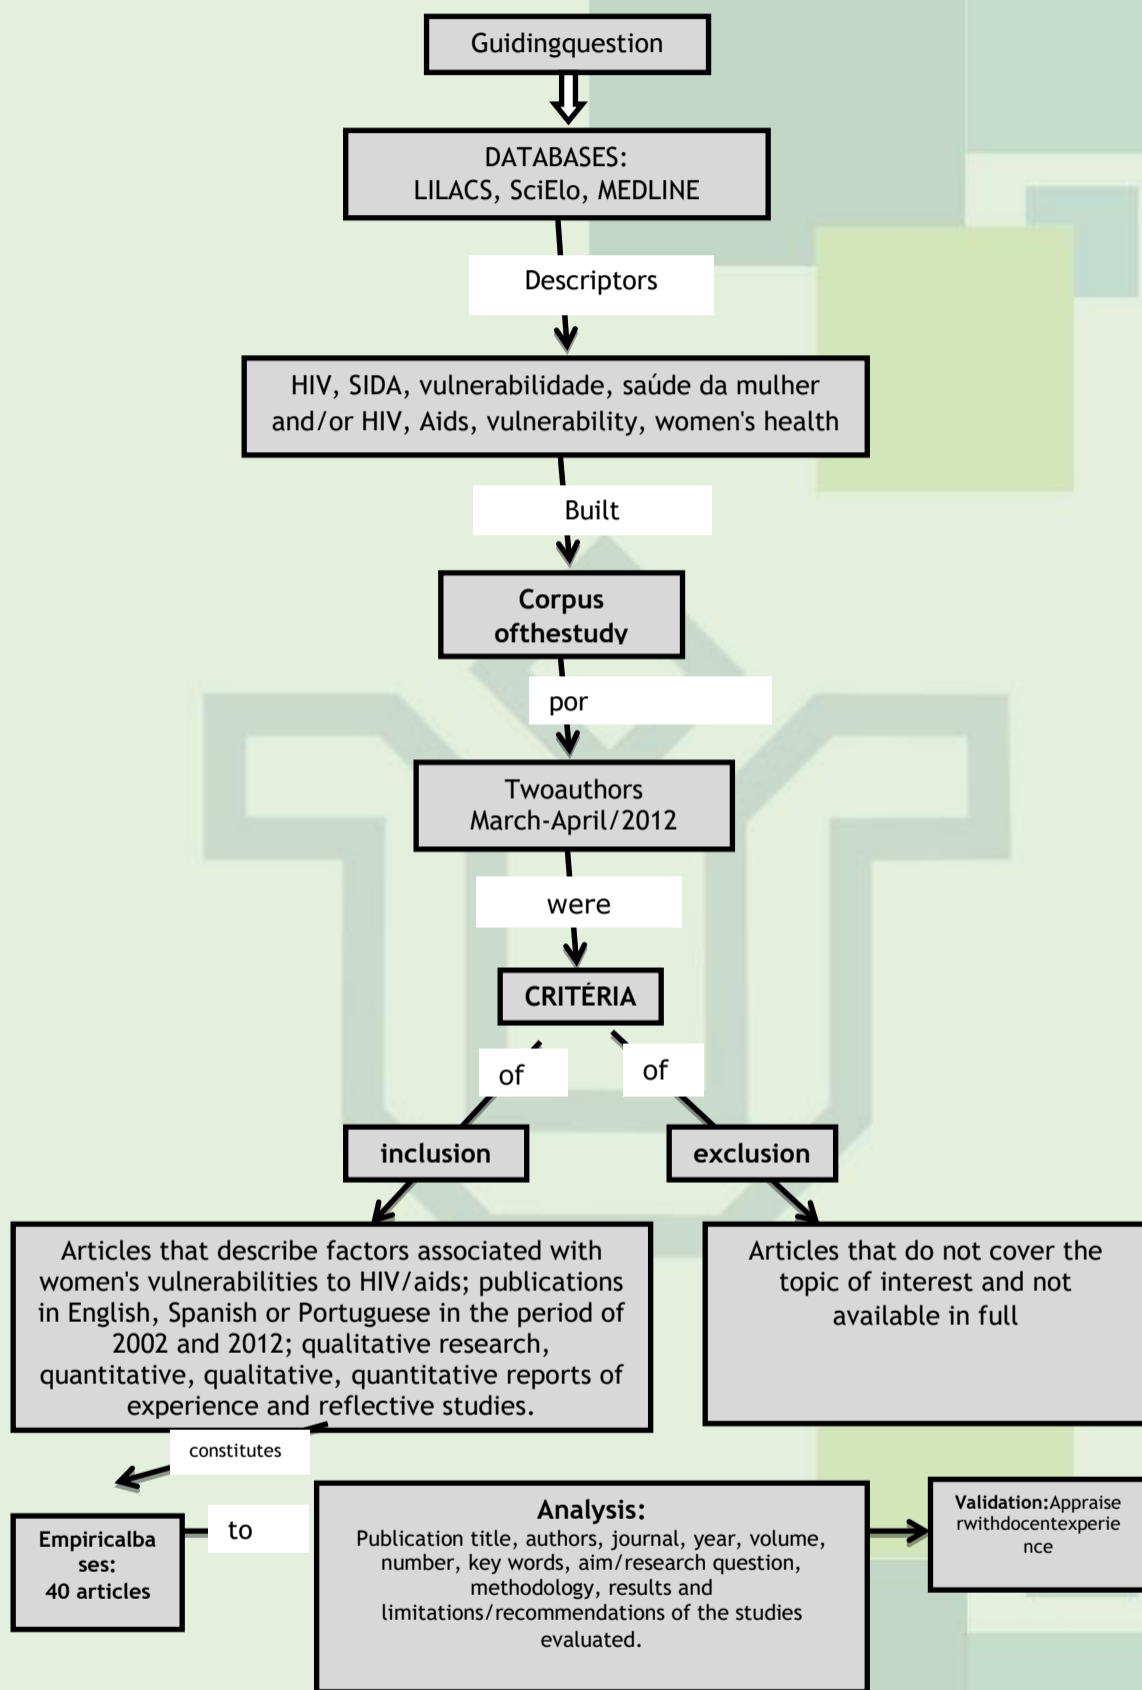 Guidingquestion
DATABASES:
LILACS, SciElo, MEDLINE
Descriptors
HIV, SIDA, vulnerabilidade, saúde da mulher
and/or HIV, Aids, vulnerability, women's health
Built
Corpus
ofthestudy
por
Twoauthors
March-April/2012
were
CRITÉRIA
of
of
inclusion
exclusion
Articles that describe factors associated with
women's vulnerabilities to HIV/aids; publications
in English, Spanish or Portuguese in the period of
2002 and 2012; qualitative research,
quantitative, qualitative, quantitative reports of
experience and reflective studies.
Articles that do not cover the
topic of interest and not
available in full
constitutes
Empiricalba
ses:
40 articles
to
Analysis:
Publication title, authors, journal, year, volume,
number, key words, aim/research question,
methodology, results and
limitations/recommendations of the studies
evaluated.
Validation:Appraise
rwithdocentexperie
nce